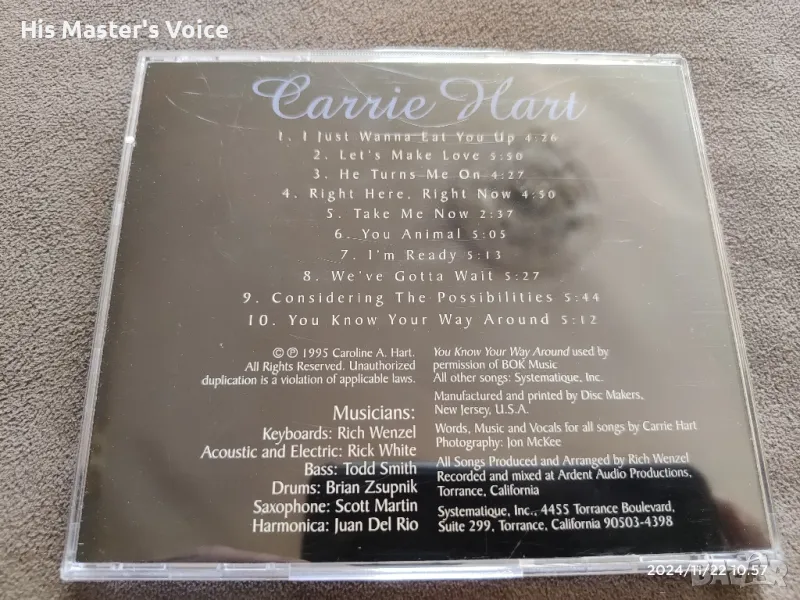 His Master's Voice
Carrie Hart
1. I Just Wanna Eat You Up 4:26
2. Let's Make Love 5:50
3. He Turns Me On 4:27
4. Right Here, Right Now 4:50
5. Take Me Now 2:37
6. You Animal 5:05
7. I'm Ready 5:13
8. We've Gotta Wait 5:27
9. Considering The Possibilities 5:44
10. You Know Your Way Around 5:12
© ℗ 1995 Caroline A. Hart.
All Rights Reserved. Unauthorized
duplication is a violation of applicable laws.
Musicians:
Keyboards: Rich Wenzel
Acoustic and Electric: Rick White
Bass: Todd Smith
Drums: Brian Zsupnik
Saxophone: Scott Martin
Harmonica: Juan Del Rio
You Know Your Way Around used by
permission of BOK Music
All other songs: Systematique, Inc.
Manufactured and printed by Disc Makers,
New Jersey, U.S.A.
Words, Music and Vocals for all songs by Carrie Hart
Photography: Jon McKee
All Songs Produced and Arranged by Rich Wenzel
Recorded and mixed at Ardent Audio Productions,
Torrance, California
Systematique, Inc., 4455 Torrance Boulevard,
Suite 299, Torrance, California 90503-4398
2024/11/22 10:57